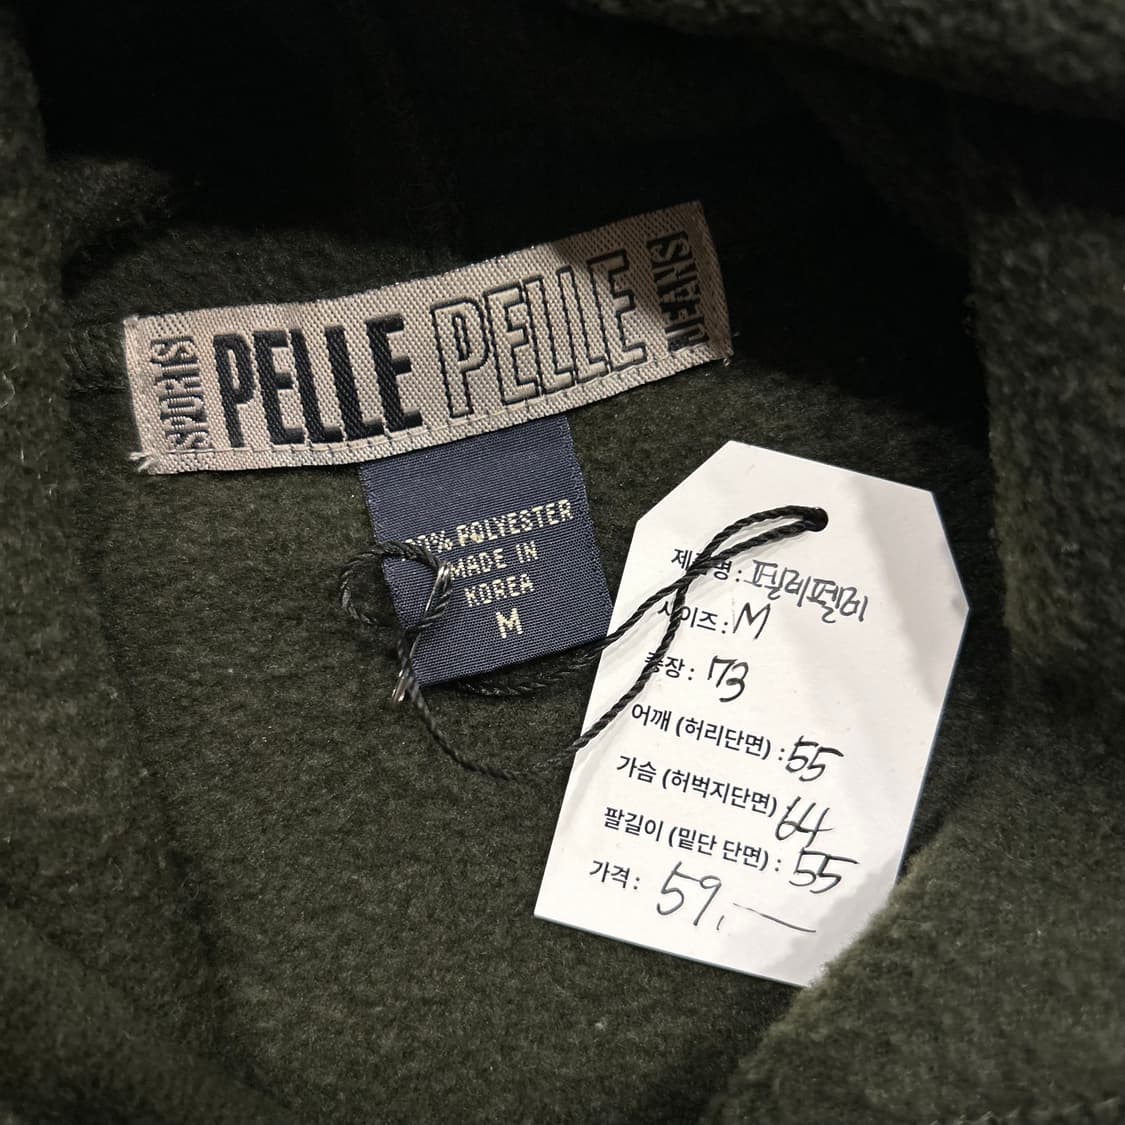 SPORTS PELLE PELLE JEANS
POLYESTER
MADE IN
KOREA
M
제품명: 펠레펠레
사이즈: M
총장: 73
어깨 (허리단면) : 55
가슴 (허벅지단면) 64
팔길이 (밑단 단면) : 55
가격: 59,—